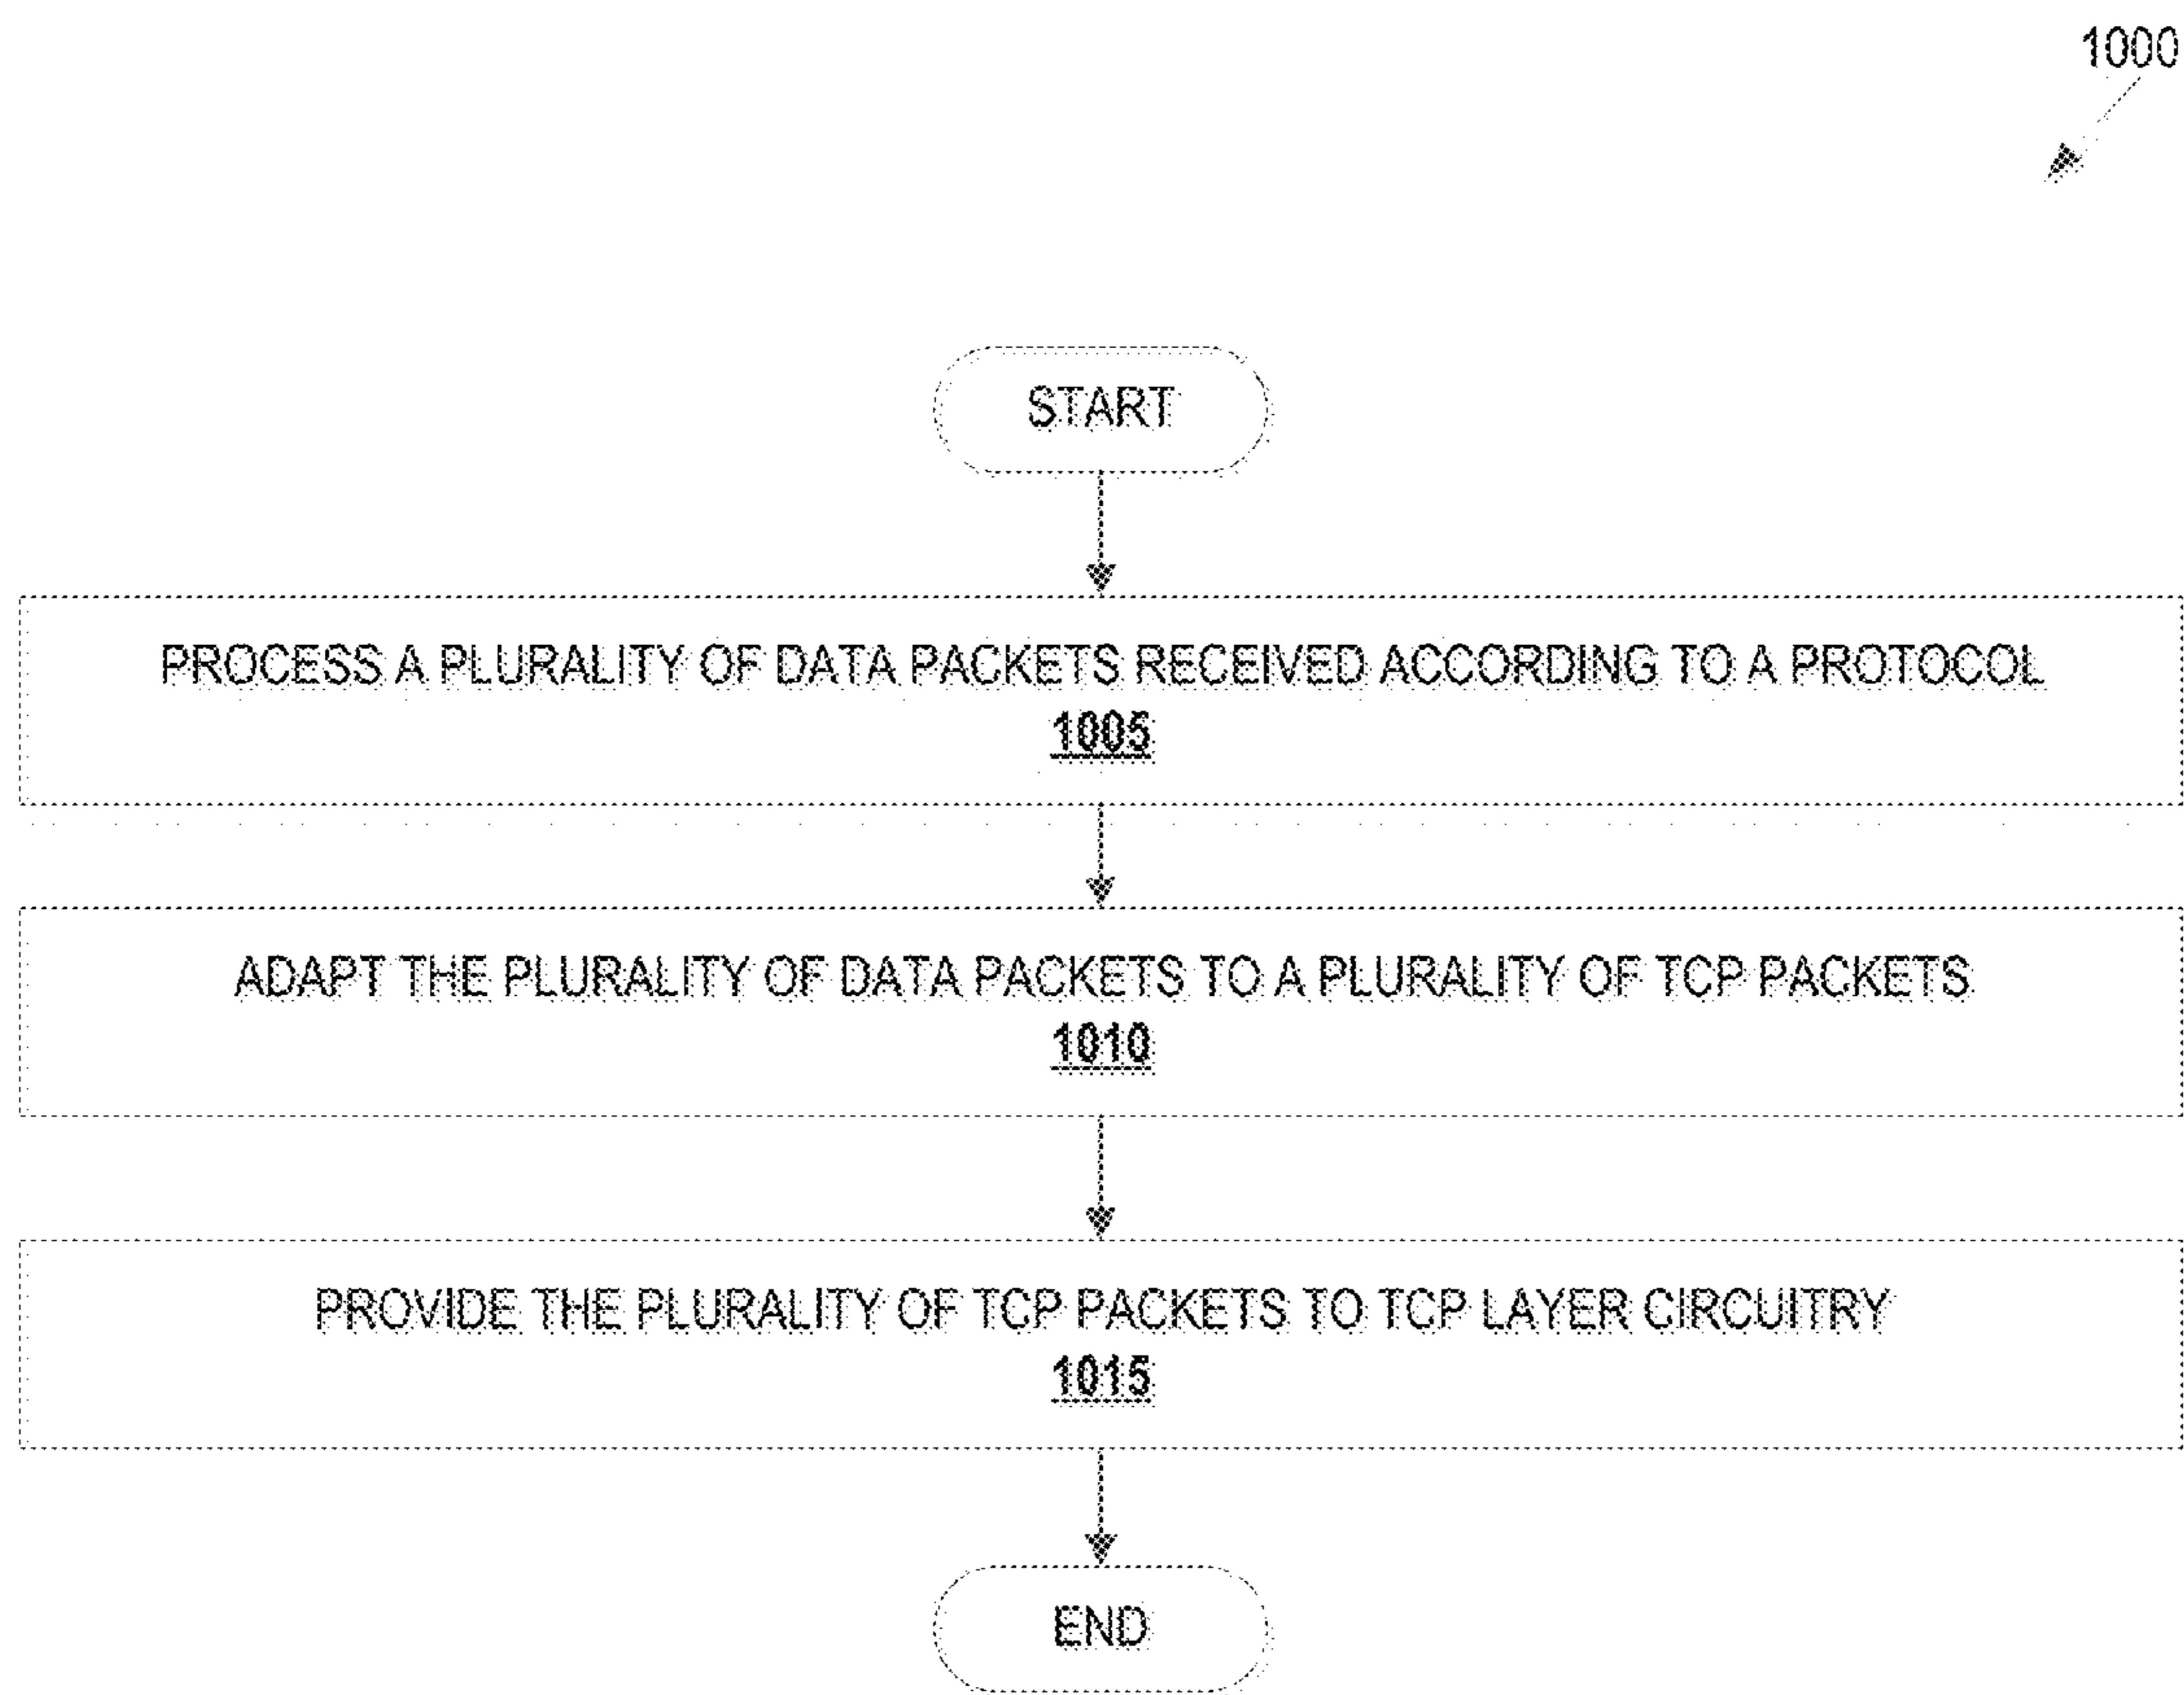 1000
START
PROCESS A PLURALITY OF DATA PACKETS RECEIVED ACCORDING TO A PROTOCOL
1005
ADAPT THE PLURALITY OF DATA PACKETS TO A PLURALITY OF TCP PACKETS
1010
PROVIDE THE PLURALITY OF TCP PACKETS TO TCP LAYER CIRCUITRY
1015
END